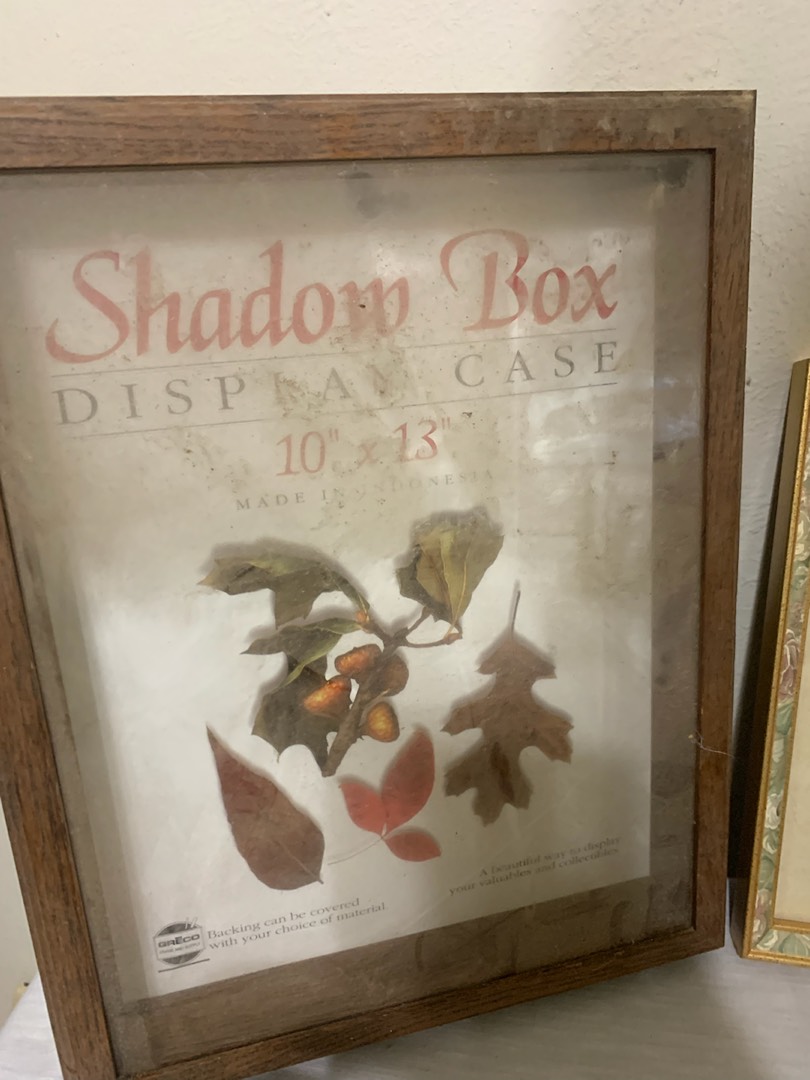 Shadow Box
DISPLAY CASE
10" x 13"
MADE IN INDONESIA
A beautiful way to display
your valuables and collectibles
Backing can be covered
with your choice of material.
GRECO